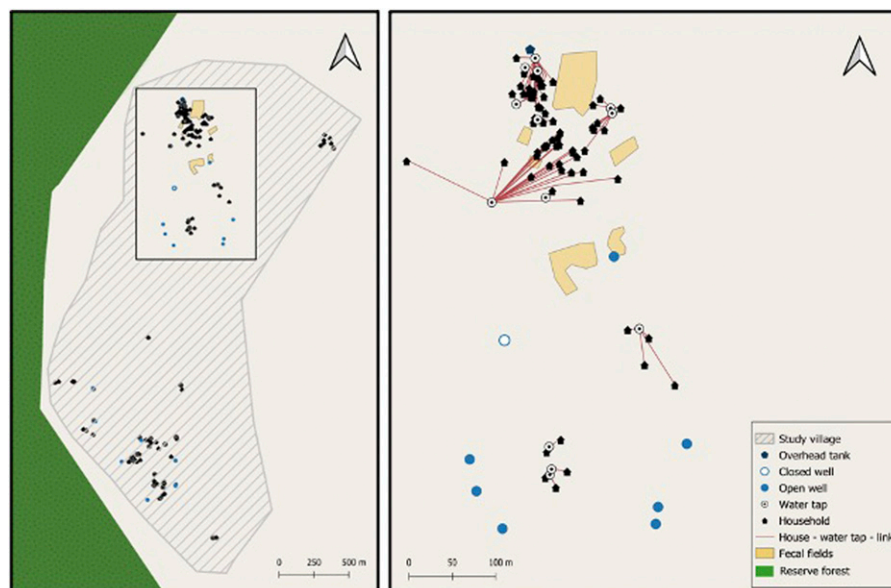 0 250 500 m
0 50 100 m
Study village
Overhead tank
Closed well
Open well
Water tap
Household
House - water tap - link
Fecal fields
Reserve forest